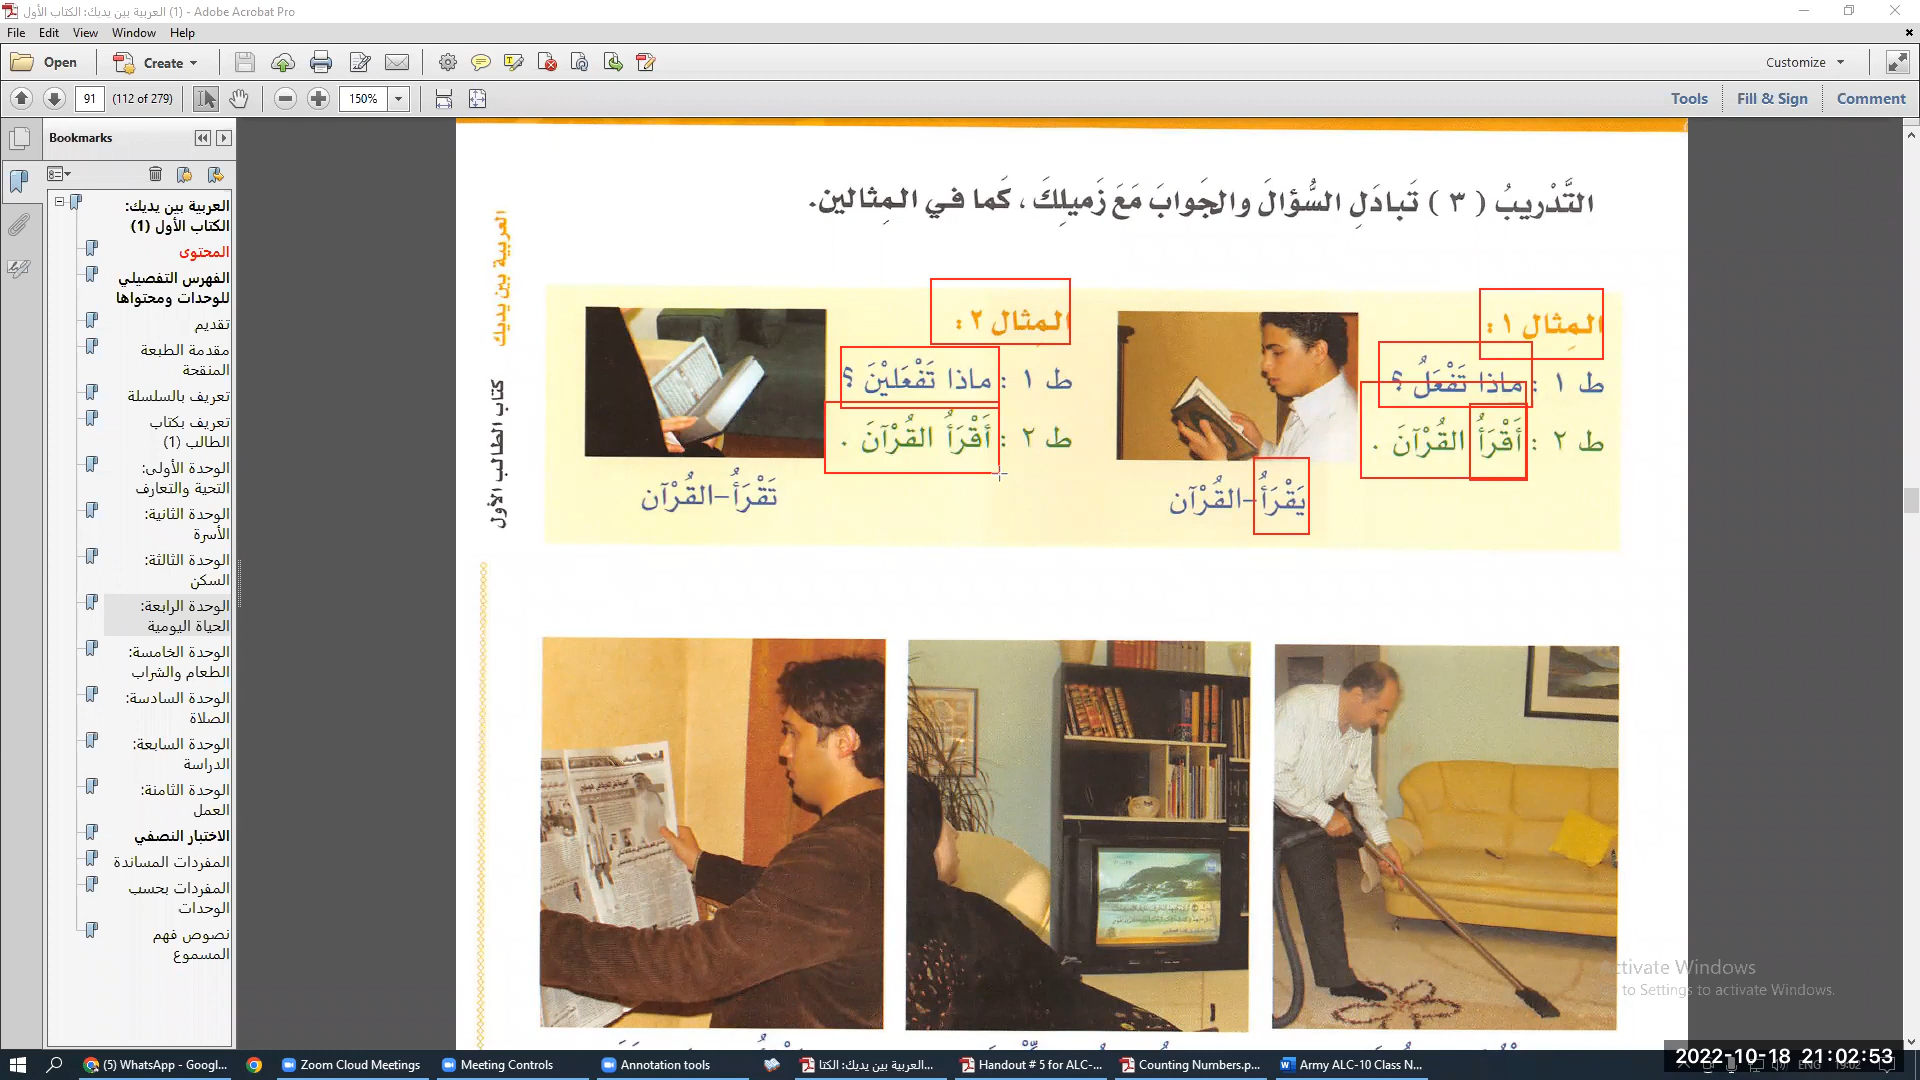 العربية بين يديك: الكتاب الأول (1) - Adobe Acrobat Pro
File Edit View Window Help
Open Create Customize
91 (112 of 279) 150% Tools Fill & Sign Comment
Bookmarks
العربية بين يديك:
الكتاب الأول (1)
المحتوى
الفهرس التفصيلي
للوحدات ومحتواها
تقديم
مقدمة الطبعة
المنقحة
تعريف بالسلسلة
تعريف بكتاب
الطالب (1)
الوحدة الأولى:
التحية والتعارف
الوحدة الثانية:
الأسرة
الوحدة الثالثة:
السكن
الوحدة الرابعة:
الحياة اليومية
الوحدة الخامسة:
الطعام والشراب
الوحدة السادسة:
الصلاة
الوحدة السابعة:
الدراسة
الوحدة الثامنة:
العمل
الاختبار النصفي
المفردات المساندة
المفردات بحسب
الوحدات
نصوص فهم
المسموع
التَّدْريبُ ( ٣ ) تَبادَلِ السُّؤالَ والجَوابَ مَعَ زَميلِكَ ، كَما في المِثالين.
العربية بين يديك
كتاب الطالب الأول
المِثال ١ :
ط ١ : ماذا تَفْعَلُ ؟
ط ٢ : أَقْرَأُ القُرْآنَ .
يَقْرَأُ-القُرْآن
المِثال ٢ :
ط ١ : ماذا تَفْعَلِيْنَ ؟
ط ٢ : أَقْرَأُ القُرْآنَ .
تَقْرَأُ-القُرْآن
Activate Windows
Go to Settings to activate Windows.
(5) WhatsApp - Googl... Zoom Cloud Meetings Meeting Controls Annotation tools العربية بين يديك: الكتا... Handout # 5 for ALC-... Counting Numbers.p... Army ALC-10 Class N...
2022-10-18 21:02:53